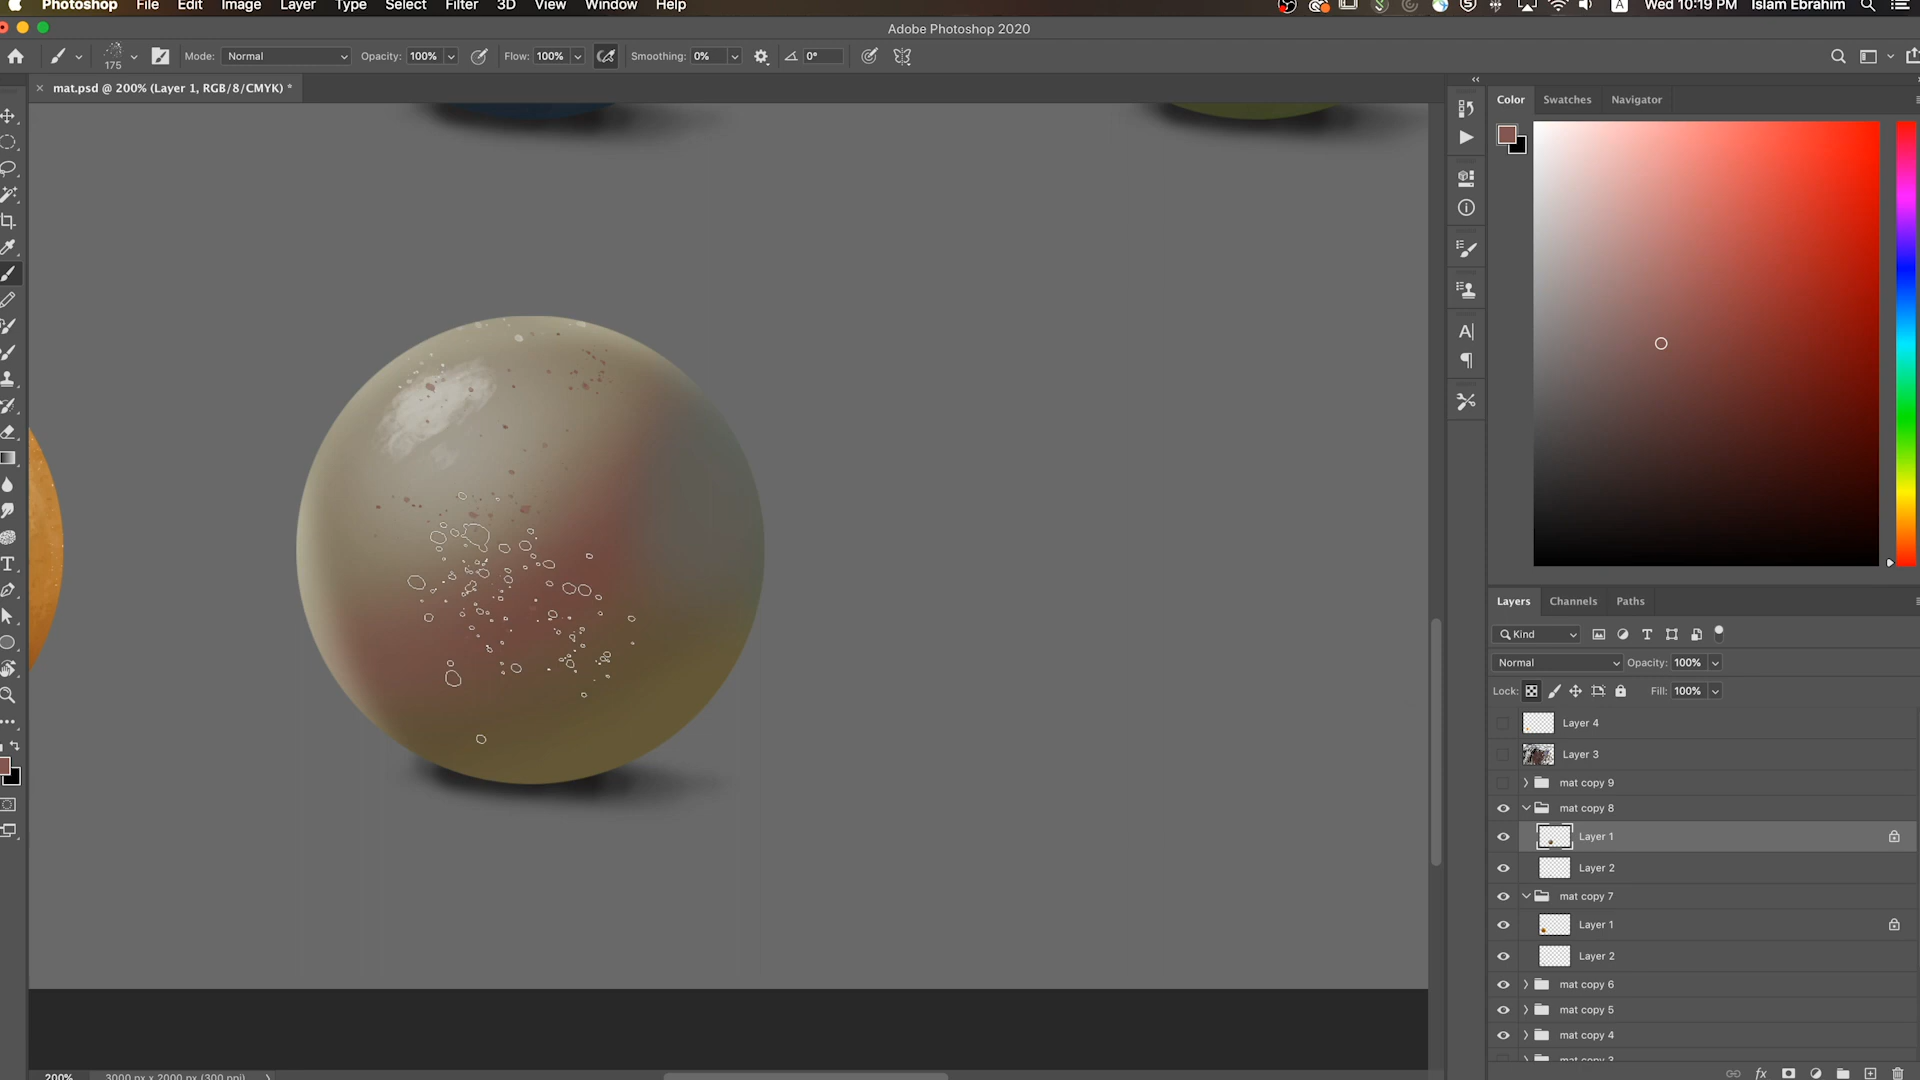 Photoshop File Edit Image Layer Type Select Filter 3D View Window Help A Wed 10:19 PM Islam Ebrahim
Adobe Photoshop 2020
175 Mode: Normal Opacity: 100% Flow: 100% Smoothing: 0% 0°
× mat.psd @ 200% (Layer 1, RGB/8/CMYK) *
Color Swatches Navigator
Layers Channels Paths
Kind
Normal Opacity: 100%
Lock: Fill: 100%
Layer 4
Layer 3
mat copy 9
mat copy 8
Layer 1
Layer 2
mat copy 7
Layer 1
Layer 2
mat copy 6
mat copy 5
mat copy 4
mat copy 3
fx
200% 3000 px x 2000 px (300 ppi)